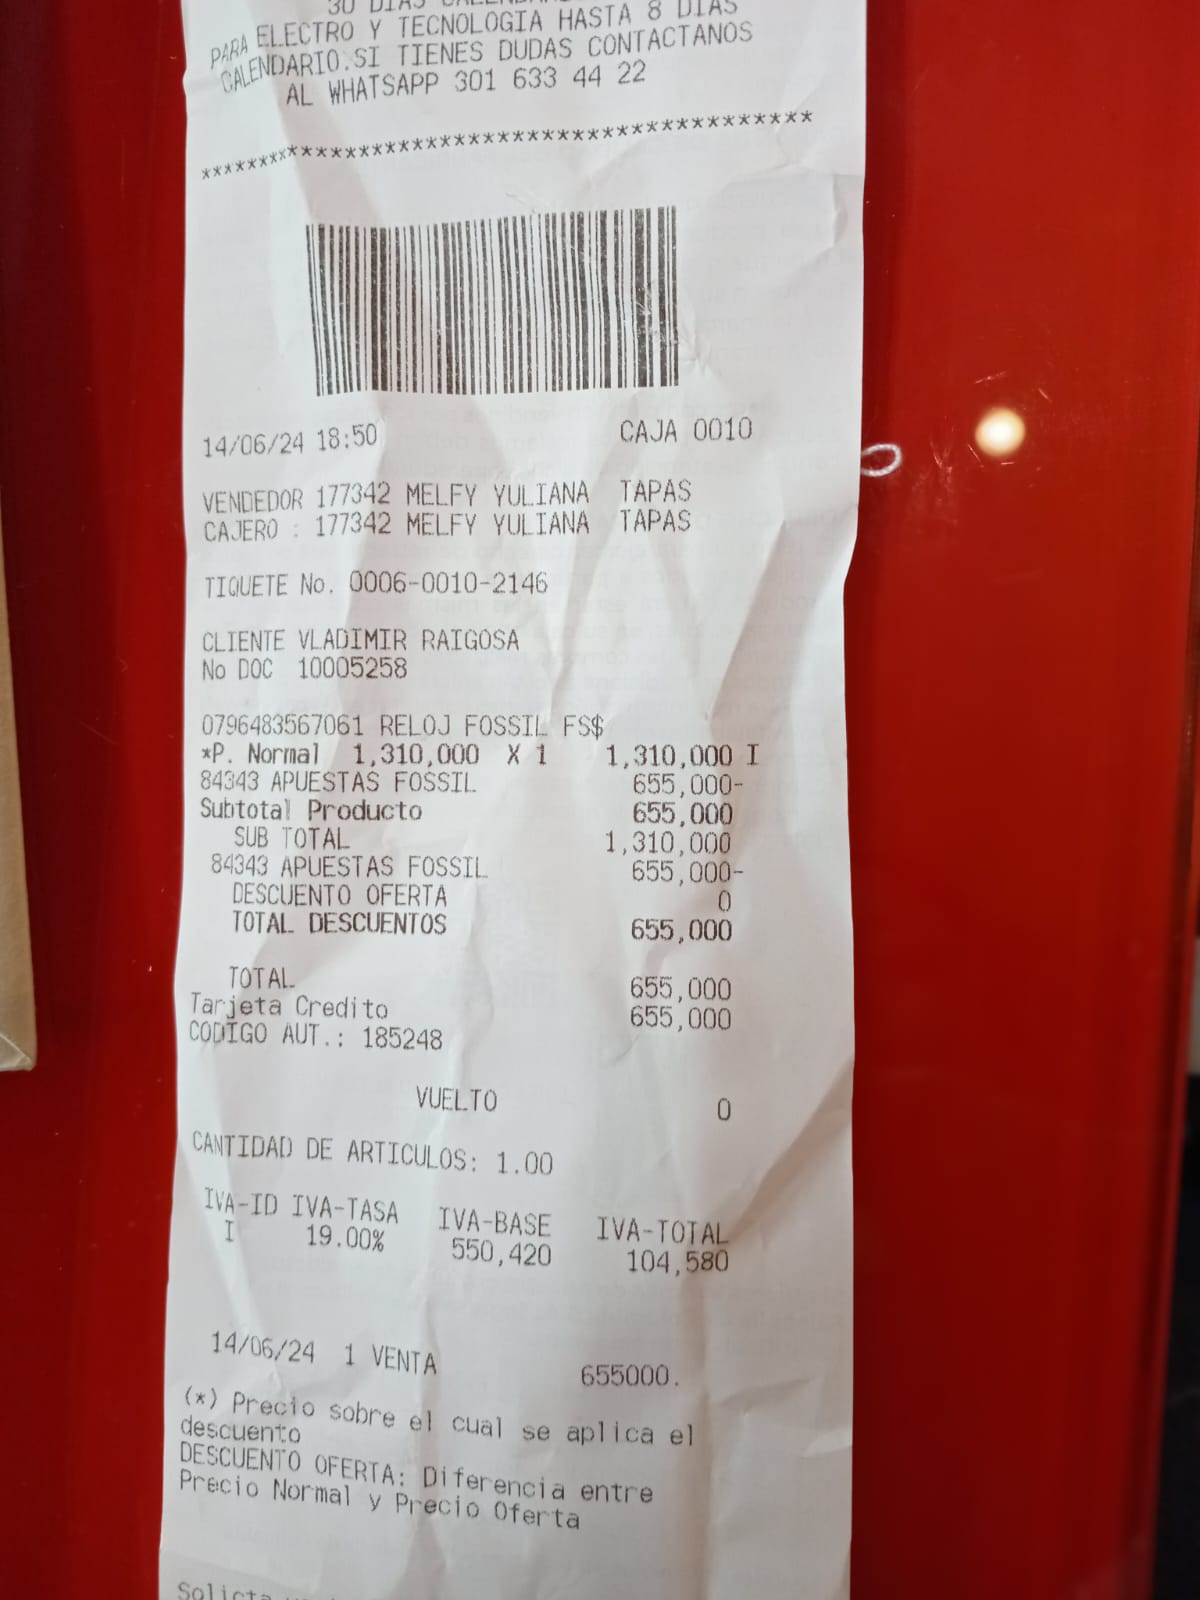 30 DIAS
PARA ELECTRO Y TECNOLOGIA HASTA 8 DIAS
CALENDARIO.SI TIENES DUDAS CONTACTANOS
AL WHATSAPP 301 633 44 22
*******************************************
14/06/24 18:50 CAJA 0010
VENDEDOR 177342 MELFY YULIANA TAPAS
CAJERO : 177342 MELFY YULIANA TAPAS
TIQUETE No. 0006-0010-2146
CLIENTE VLADIMIR RAIGOSA
No DOC 10005258
0796483567061 RELOJ FOSSIL FS$
*P. Normal 1,310,000 X 1 1,310,000 I
84343 APUESTAS FOSSIL 655,000-
Subtotal Producto 655,000
SUB TOTAL 1,310,000
84343 APUESTAS FOSSIL 655,000-
DESCUENTO OFERTA 0
TOTAL DESCUENTOS 655,000
TOTAL 655,000
Tarjeta Credito 655,000
CODIGO AUT.: 185248
VUELTO 0
CANTIDAD DE ARTICULOS: 1.00
IVA-ID IVA-TASA IVA-BASE IVA-TOTAL
I 19.00% 550,420 104,580
14/06/24 1 VENTA 655000.
(*) Precio sobre el cual se aplica el
descuento
DESCUENTO OFERTA: Diferencia entre
Precio Normal y Precio Oferta